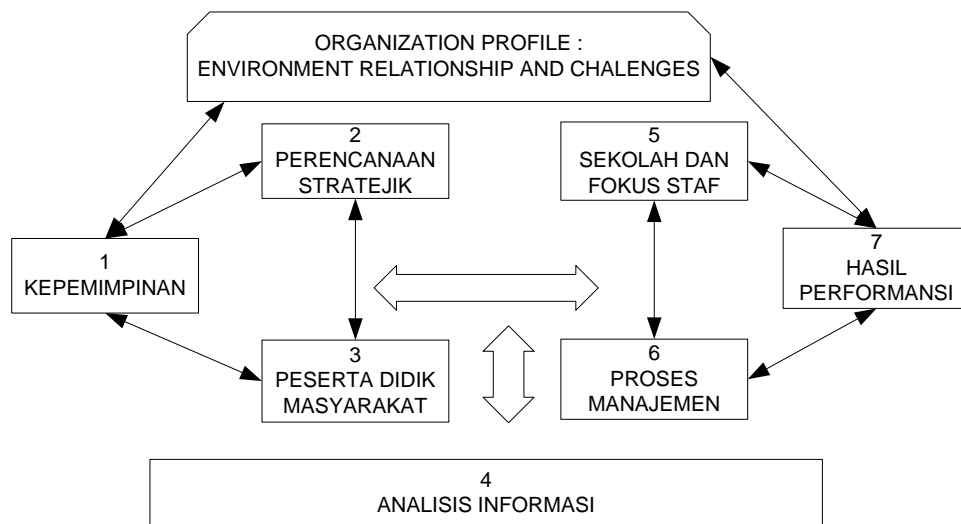 ORGANIZATION PROFILE :
ENVIRONMENT RELATIONSHIP AND CHALENGES
2
PERENCANAAN
STRATEJIK
5
SEKOLAH DAN
FOKUS STAF
1
KEPEMIMPINAN
7
HASIL
PERFORMANSI
3
PESERTA DIDIK
MASYARAKAT
6
PROSES
MANAJEMEN
4
ANALISIS INFORMASI